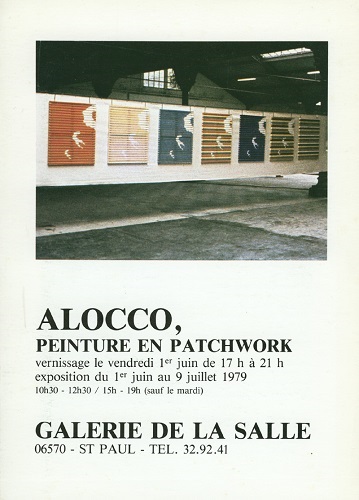 ALOCCO,
PEINTURE EN PATCHWORK
vernissage le vendredi 1er juin de 17 h à 21 h
exposition du 1er juin au 9 juillet 1979
10h30 - 12h30 / 15h - 19h (sauf le mardi)
GALERIE DE LA SALLE
06570 - ST PAUL - TEL. 32.92.41